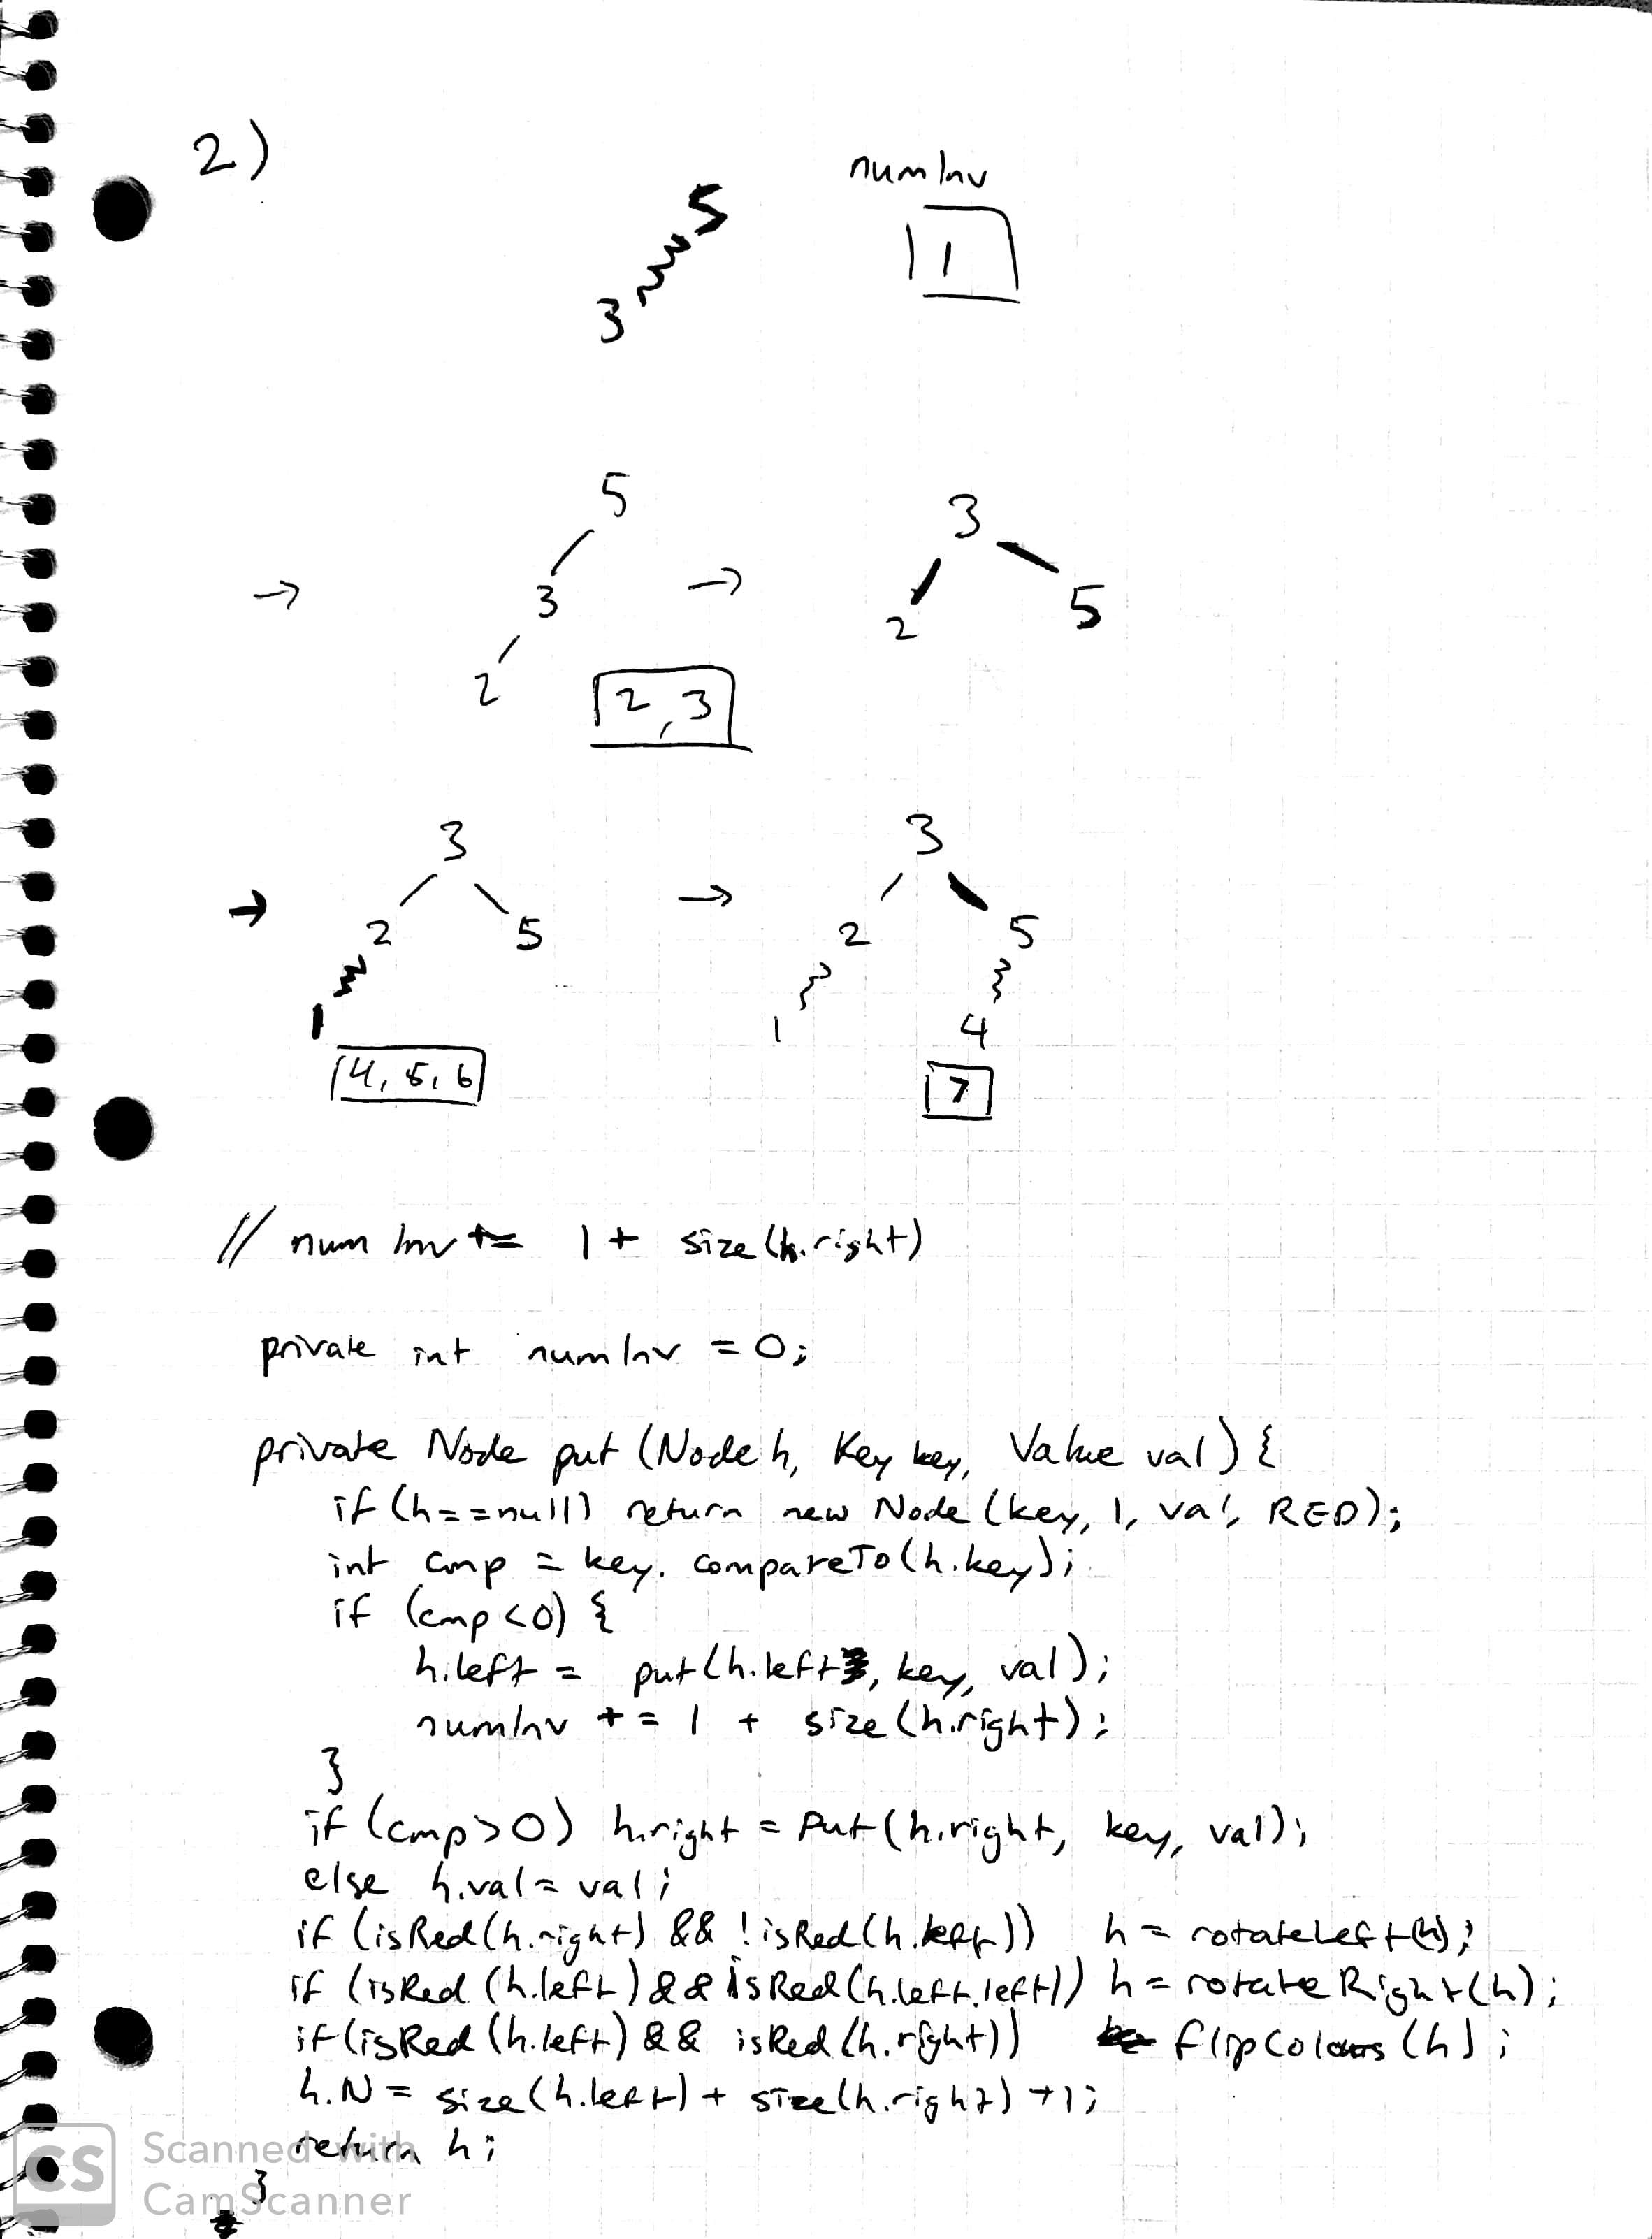 2)
numInv
5
1
3
5
3
→ 3 → 2 5
2 2,3
3 3
→ 2 5 → 2 5
1 1 4
4,5,6 7
// numInv += 1 + size(h.right)
private int numInv = 0;
private Node put (Node h, Key key, Value val) {
if (h==null) return new Node (key, 1, val, RED);
int cmp = key.compareTo(h.key);
if (cmp<0) {
h.left = put(h.left, key, val);
numInv += 1 + size(h.right);
}
if (cmp>0) h.right = Put(h.right, key, val);
else h.val = val;
if (isRed(h.right) && !isRed(h.left)) h = rotateLeft(h);
if (isRed(h.left) && isRed(h.left.left)) h = rotateRight(h);
if (isRed(h.left) && isRed(h.right)) flipColours(h);
h.N = size(h.left) + size(h.right) +1;
return h;
}
CS Scanned with
CamScanner